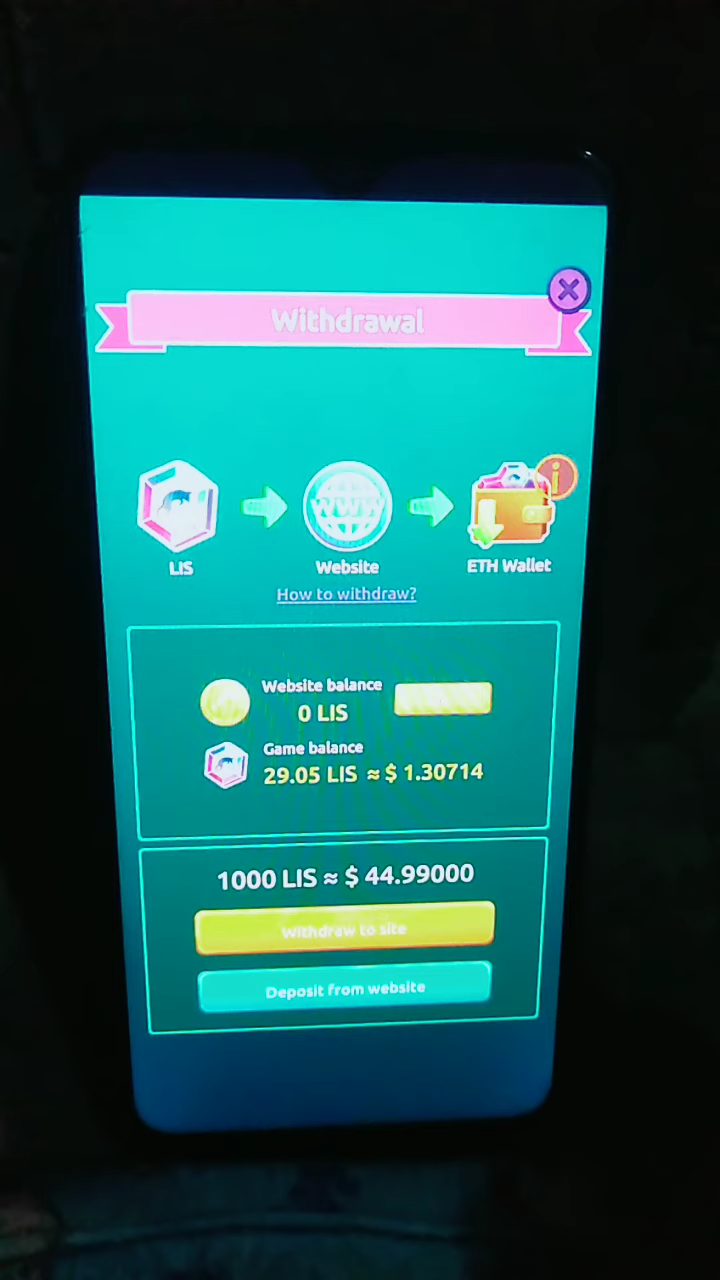 Withdrawal
www
i
LIS
Website
ETH Wallet
How to withdraw?
Website balance
0 LIS
Game balance
29.05 LIS ≈ $ 1.30714
1000 LIS ≈ $ 44.99000
Withdraw to site
Deposit from website